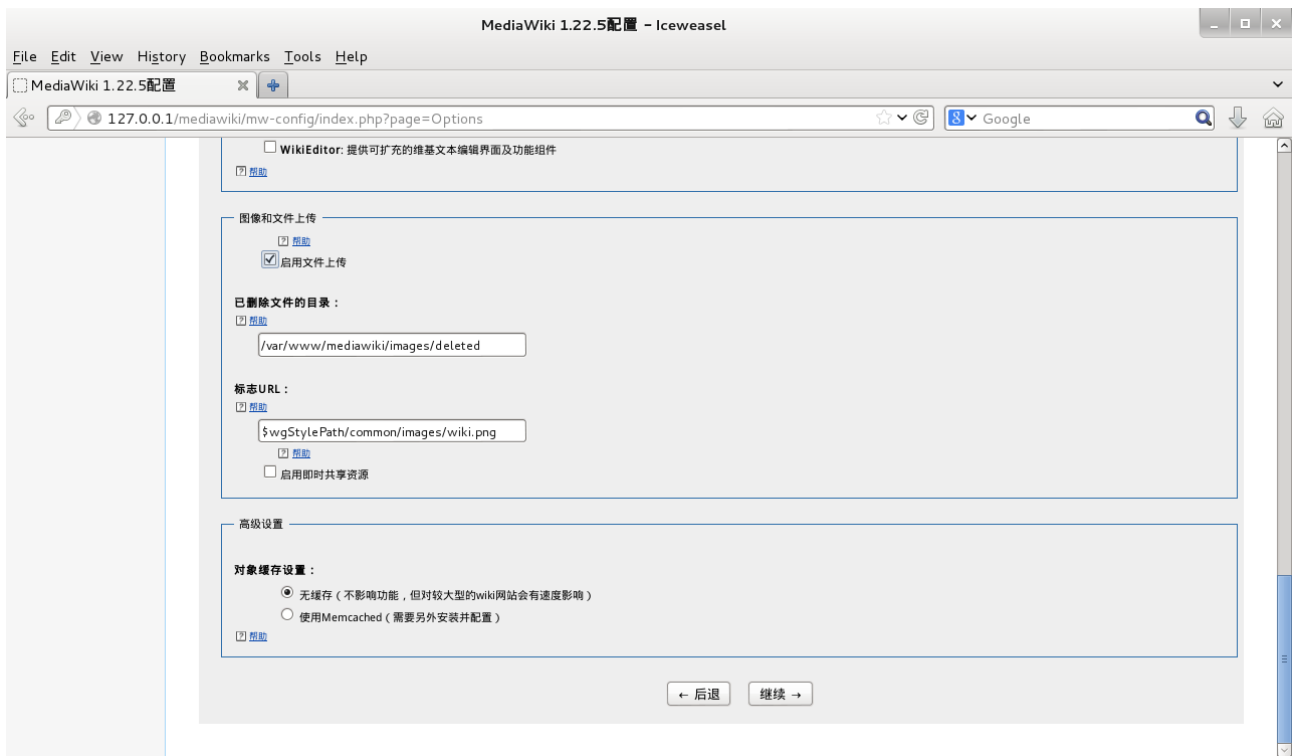 MediaWiki 1.22.5配置 – Iceweasel
File Edit View History Bookmarks Tools Help
MediaWiki 1.22.5配置
127.0.0.1/mediawiki/mw-config/index.php?page=Options
Google
WikiEditor: 提供可扩充的维基文本编辑界面及功能组件
帮助
图像和文件上传
帮助
启用文件上传
已删除文件的目录：
帮助
/var/www/mediawiki/images/deleted
标志URL：
帮助
$wgStylePath/common/images/wiki.png
帮助
启用即时共享资源
高级设置
对象缓存设置：
无缓存（不影响功能，但对较大型的wiki网站会有速度影响）
使用Memcached（需要另外安装并配置）
帮助
← 后退 继续 →